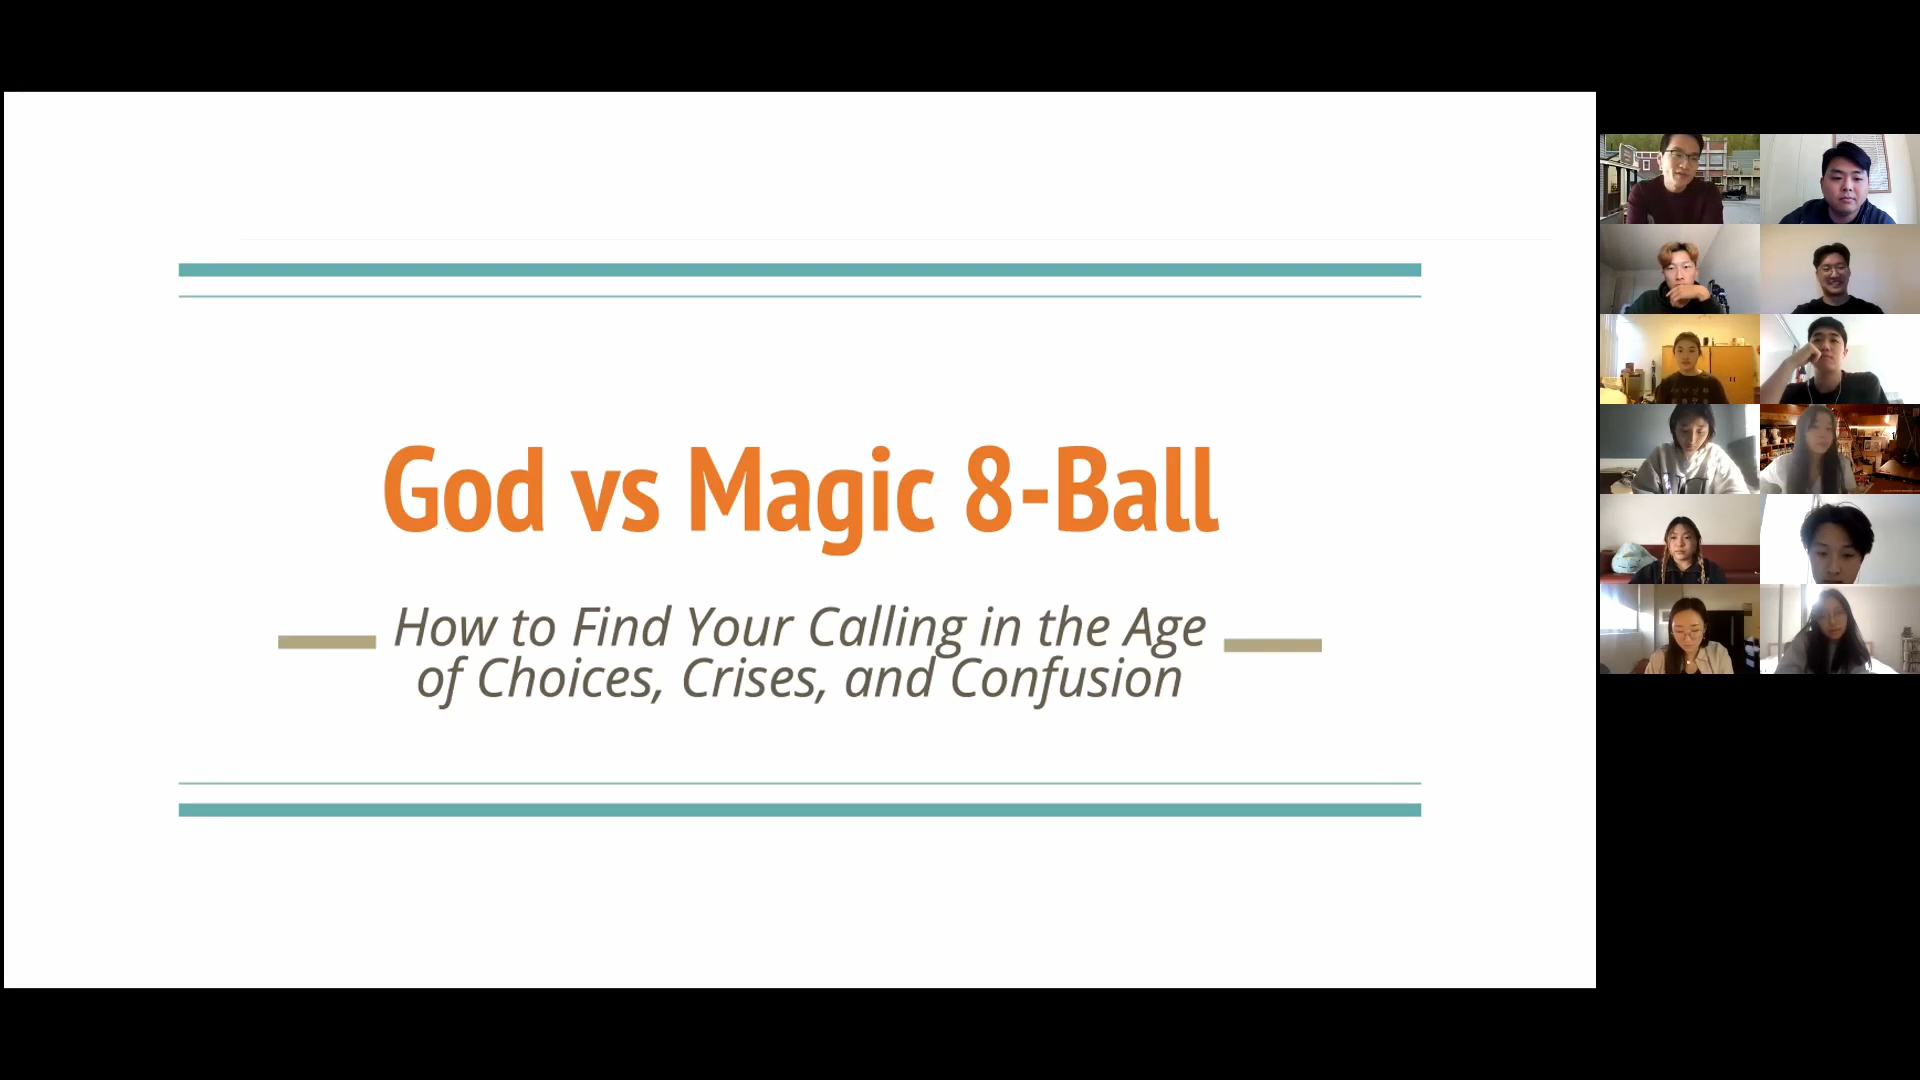 God vs Magic 8-Ball
How to Find Your Calling in the Age
of Choices, Crises, and Confusion